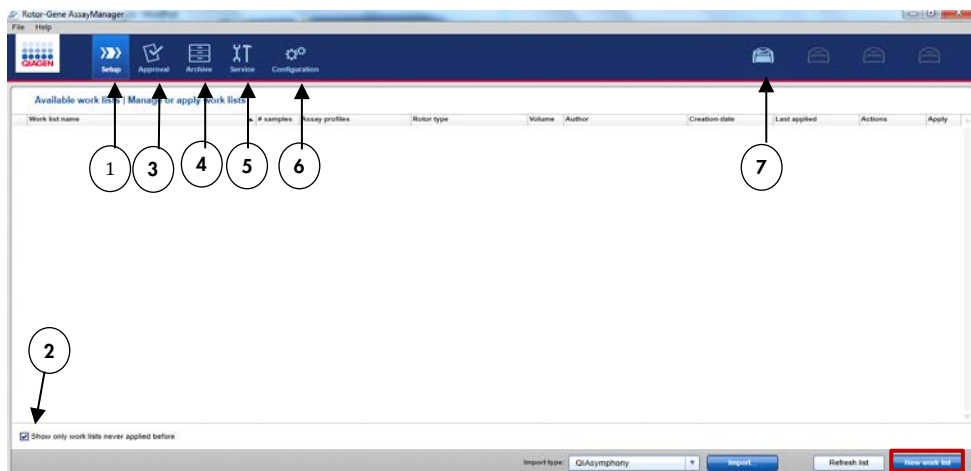 Rotor-Gene AssayManager
File Help
QIAGEN
Setup Approval Archive Service Configuration
Available work lists | Manage or apply work lists
Work list name # samples Assay profiles Rotor type Volume Author Creation date Last applied Actions Apply
1 3 4 5 6 7
2
Show only work lists never applied before
Import type: QIAsymphony Import... Refresh list New work list